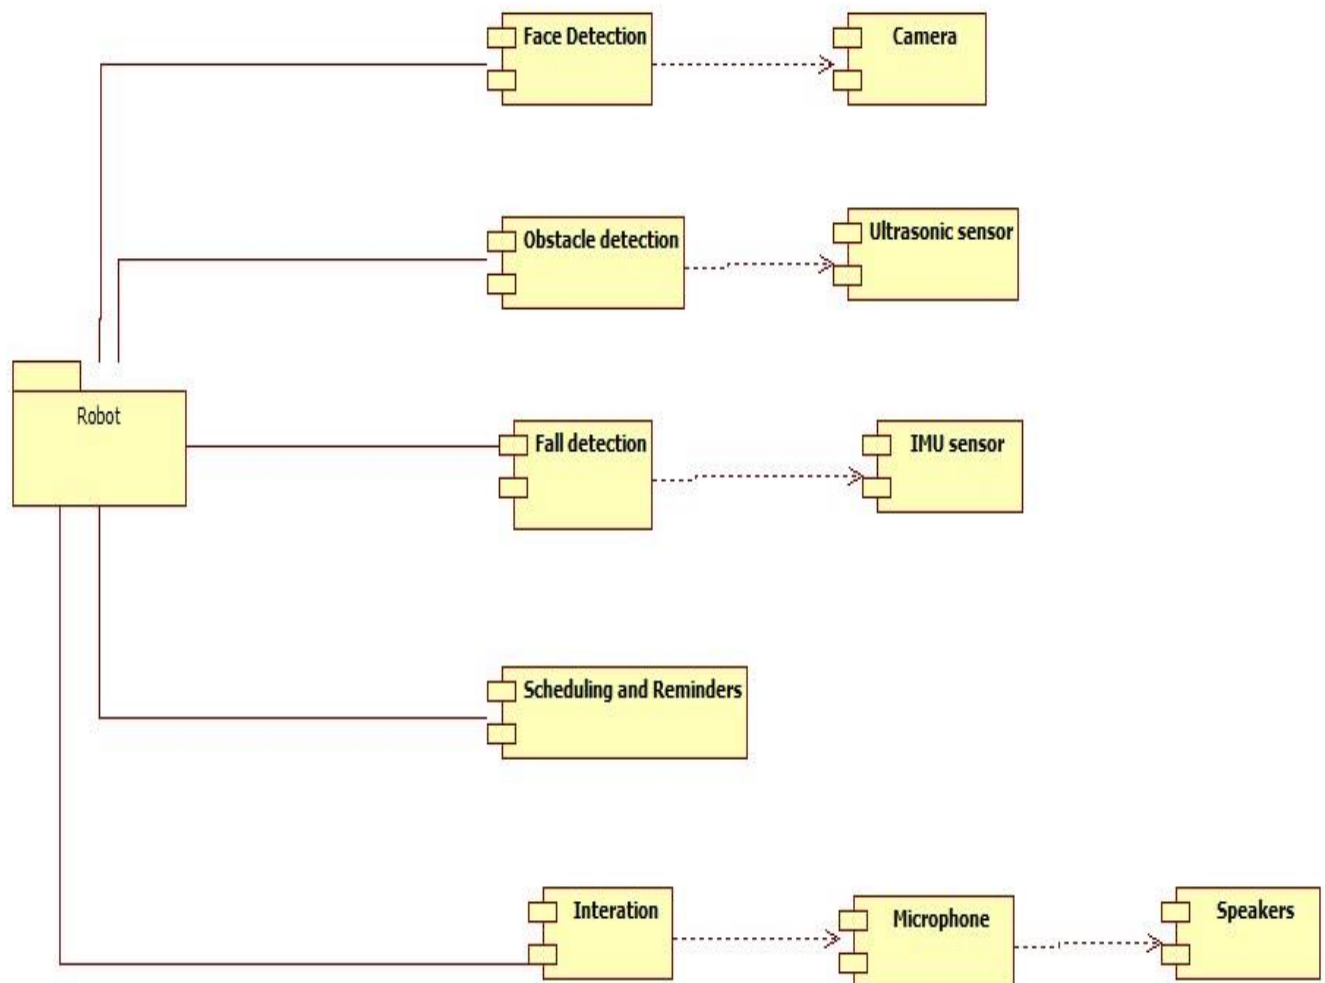 Face Detection
Camera
Obstacle detection
Ultrasonic sensor
Robot
Fall detection
IMU sensor
Scheduling and Reminders
Interation
Microphone
Speakers